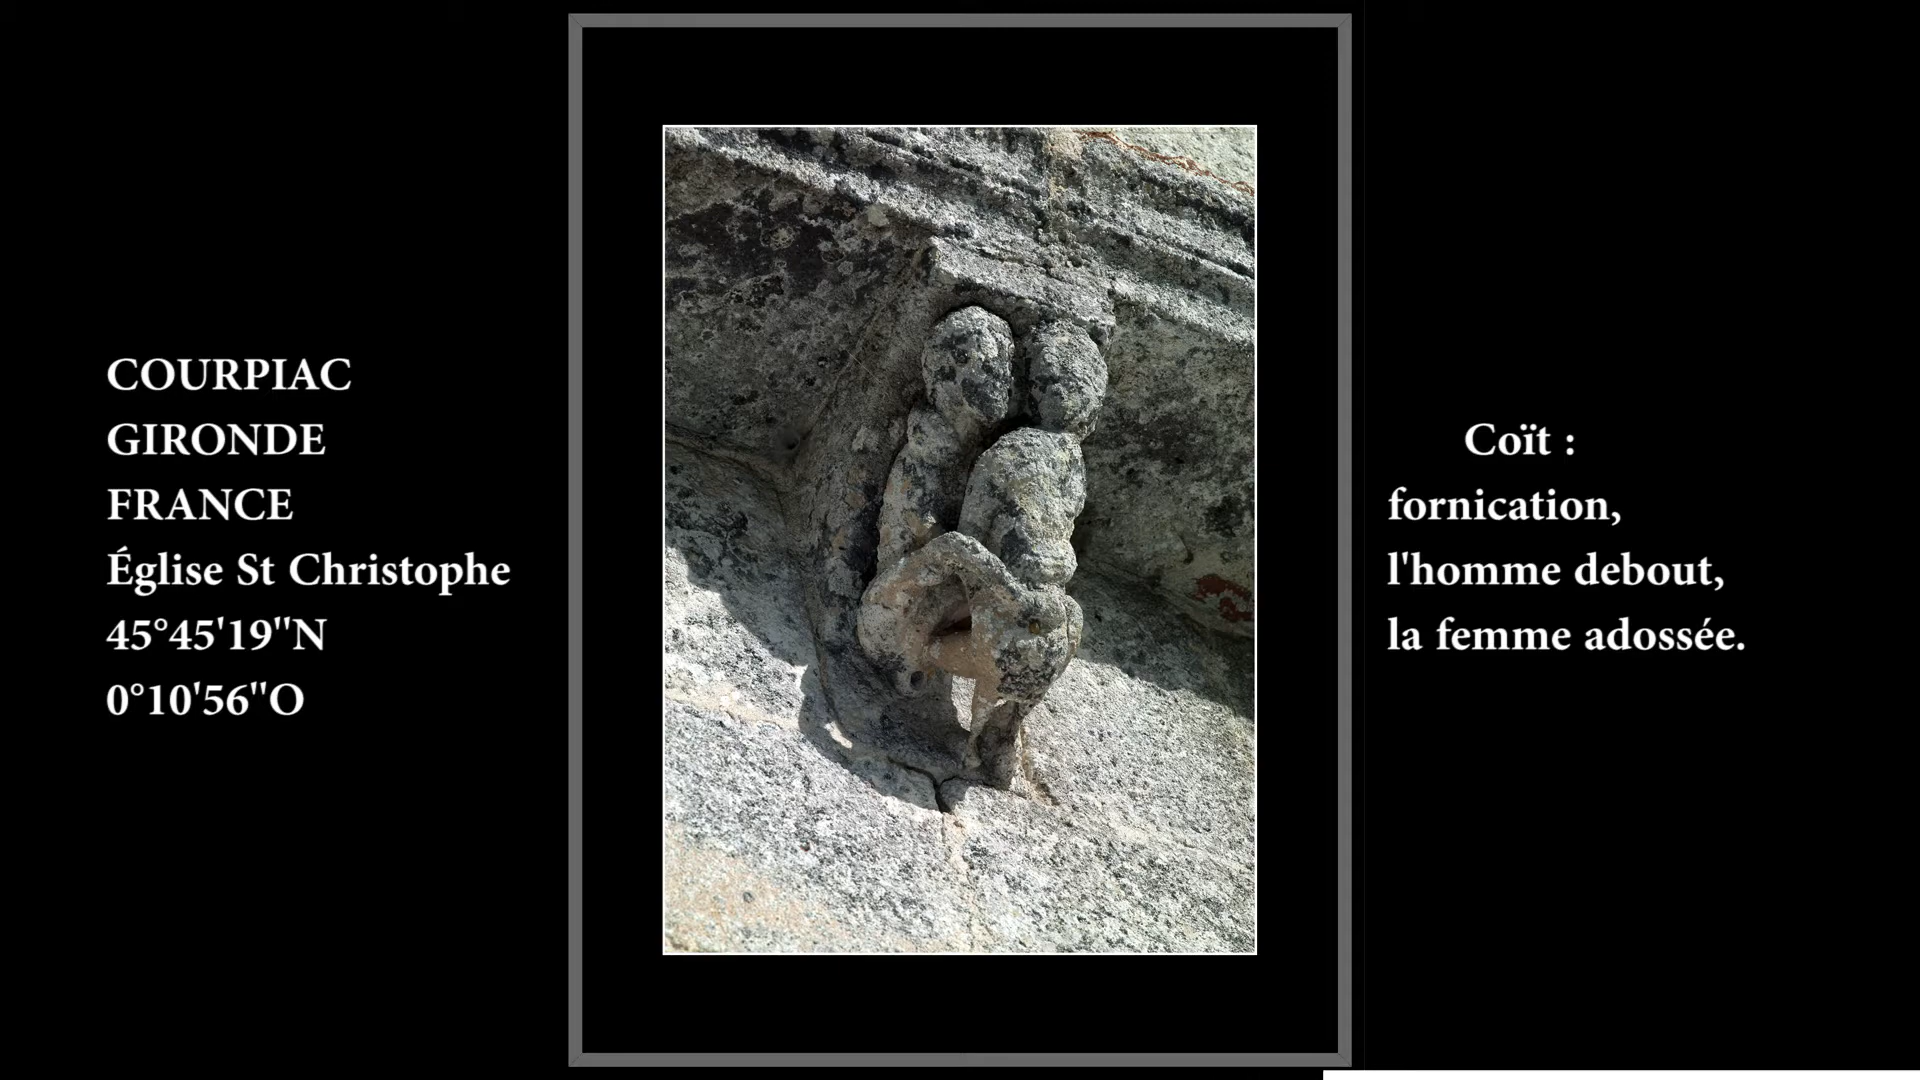 COURPIAC
GIRONDE
FRANCE
Église St Christophe
45°45'19"N
0°10'56"O
Coït :
fornication,
l'homme debout,
la femme adossée.